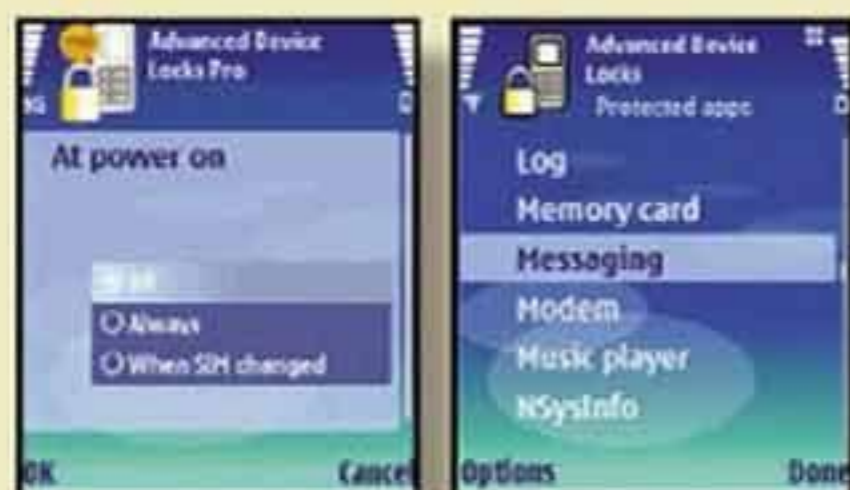 Advanced Device
Locks Pro
At power on
Always
When SIM changed
OK
Cancel
Advanced Device
Locks
Protected apps
Log
Memory card
Messaging
Modem
Music player
NSysInfo
Options
Done